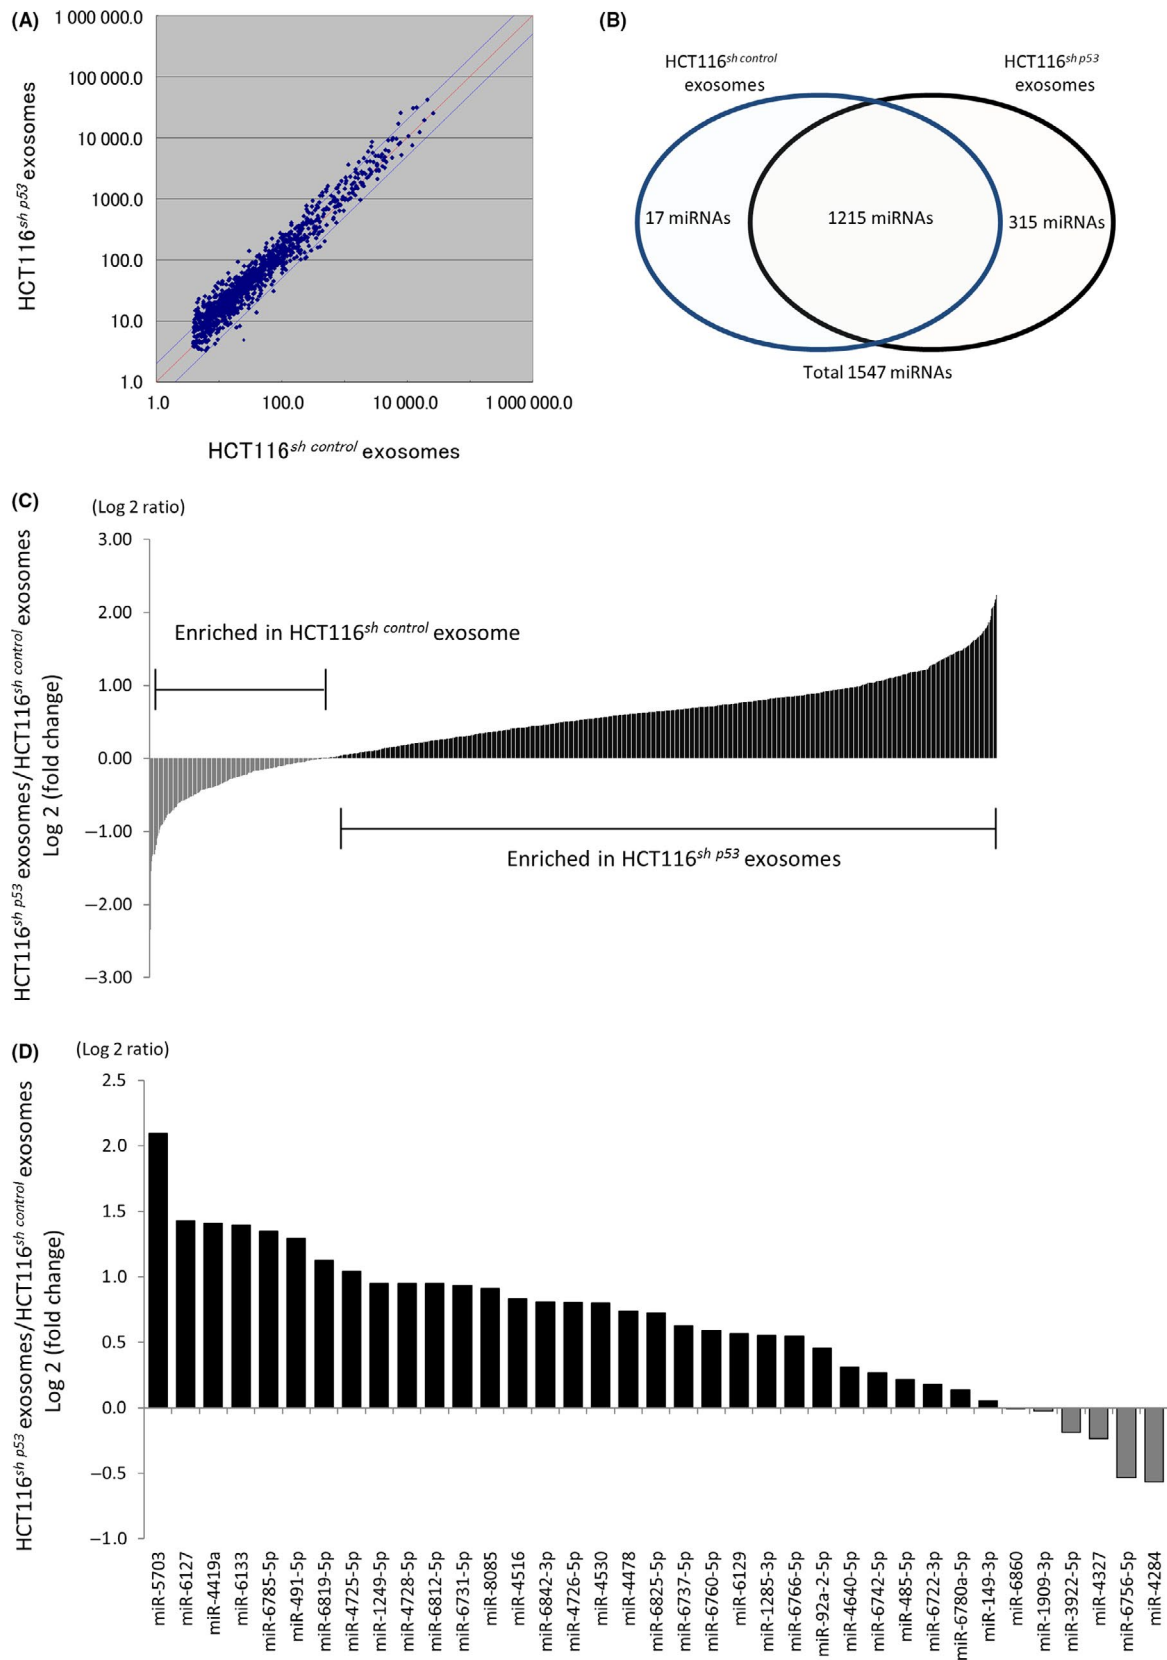 (A)
1 000 000.0
100 000.0
10 000.0
1000.0
100.0
10.0
1.0
HCT116sh p53 exosomes
1.0 100.0 10 000.0 1 000 000.0
HCT116sh control exosomes
(B)
HCT116sh control
exosomes
HCT116sh p53
exosomes
17 miRNAs
1215 miRNAs
315 miRNAs
Total 1547 miRNAs
(C)
(Log 2 ratio)
HCT116sh p53 exosomes/HCT116sh control exosomes
Log 2 (fold change)
3.00
2.00
1.00
0.00
−1.00
−2.00
−3.00
Enriched in HCT116sh control exosome
Enriched in HCT116sh p53 exosomes
(D)
(Log 2 ratio)
HCT116sh p53 exosomes/HCT116sh control exosomes
Log 2 (fold change)
2.5
2.0
1.5
1.0
0.5
0.0
−0.5
−1.0
miR-5703
miR-6127
miR-4419a
miR-6133
miR-6785-5p
miR-491-5p
miR-6819-5p
miR-4725-5p
miR-1249-5p
miR-4728-5p
miR-6812-5p
miR-6731-5p
miR-8085
miR-4516
miR-6842-3p
miR-4726-5p
miR-4530
miR-4478
miR-6825-5p
miR-6737-5p
miR-6760-5p
miR-6129
miR-1285-3p
miR-6766-5p
miR-92a-2-5p
miR-4640-5p
miR-6742-5p
miR-485-5p
miR-6722-3p
miR-6780a-5p
miR-149-3p
miR-6860
miR-1909-3p
miR-3922-5p
miR-4327
miR-6756-5p
miR-4284